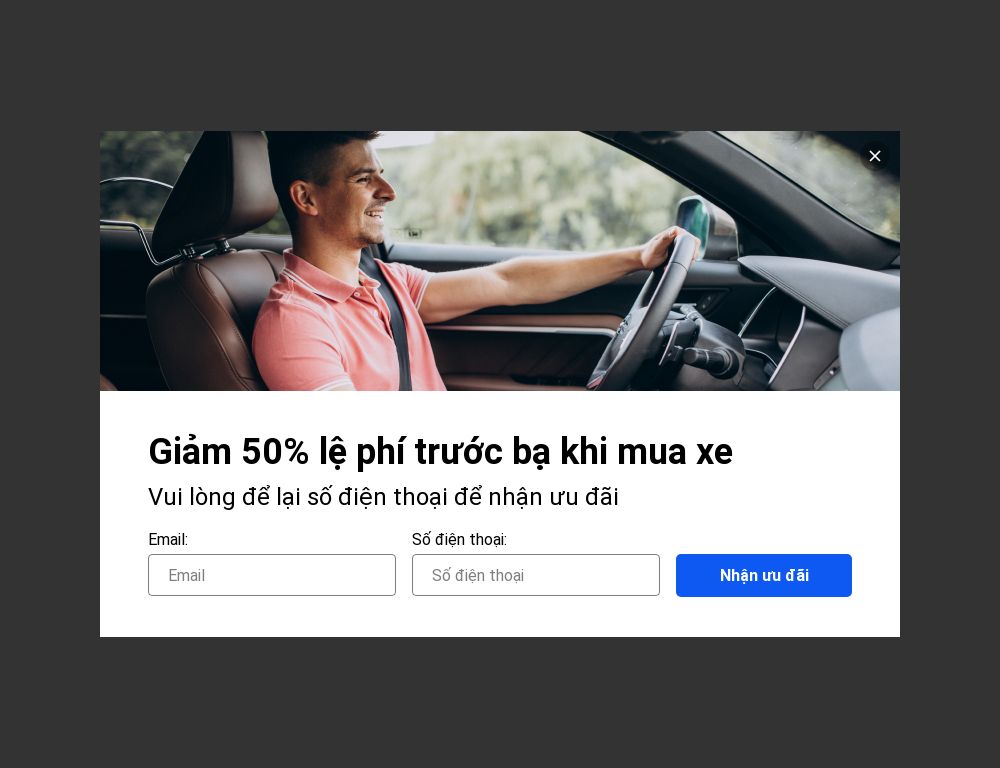 Giảm 50% lệ phí trước bạ khi mua xe
Vui lòng để lại số điện thoại để nhận ưu đãi
Email:
Số điện thoại:
Email
Số điện thoại
Nhận ưu đãi